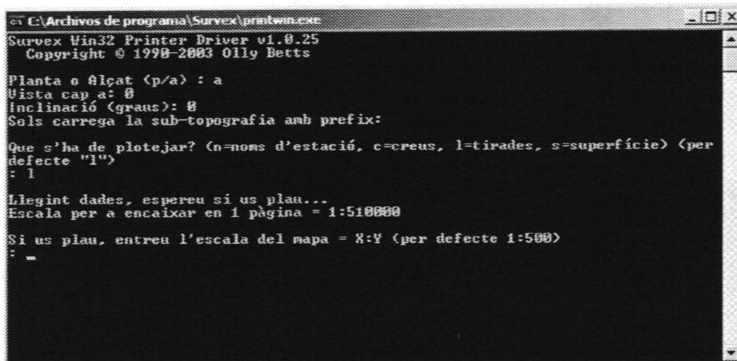 C:\Archivos de programa\Survex\printwin.exe
Survex Win32 Printer Driver v1.0.25
Copyright © 1990-2003 Olly Betts
Planta o Alçat (p/a) : a
Vista cap a: 0
Inclinació (graus): 0
Sols carrega la sub-topografia amb prefix:
Que s'ha de plotejar? (n=noms d'estació, c=creus, l=tirades, s=superfície) (per
defecte "l")
: l
Llegint dades, espereu si us plau...
Escala per a encaixar en 1 pàgina = 1:510000
Si us plau, entreu l'escala del mapa = X:Y (per defecte 1:500)
: _